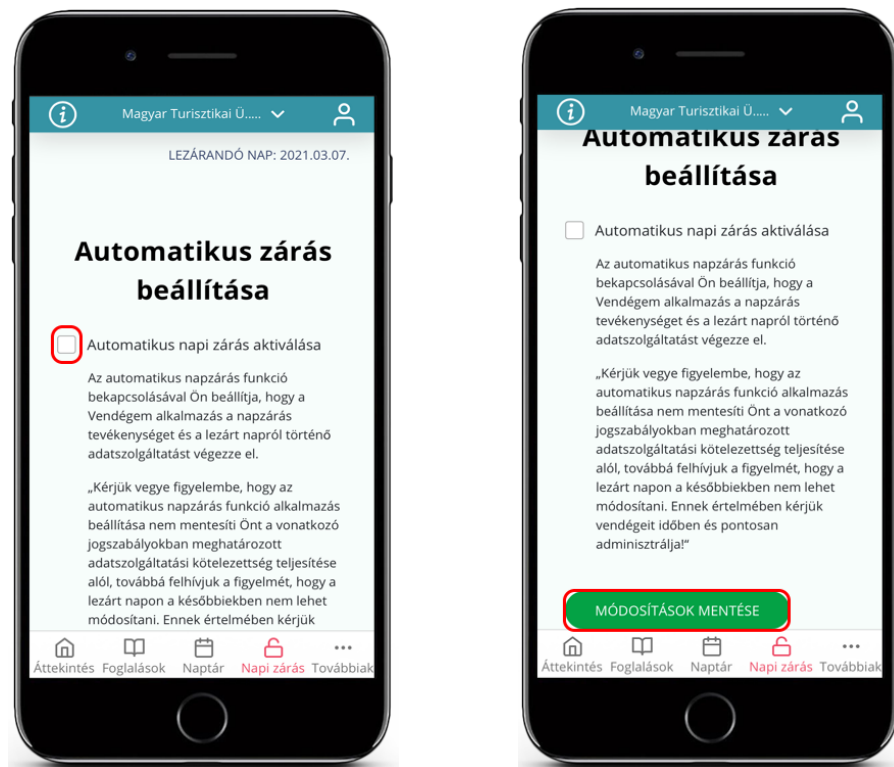 Magyar Turisztikai Ü.....
LEZÁRANDÓ NAP: 2021.03.07.
Automatikus zárás
beállítása
Automatikus napi zárás aktiválása
Az automatikus napzárás funkció
bekapcsolásával Ön beállítja, hogy a
Vendégem alkalmazás a napzárás
tevékenységet és a lezárt napról történő
adatszolgáltatást végezze el.
„Kérjük vegye figyelembe, hogy az
automatikus napzárás funkció alkalmazás
beállítása nem mentesíti Önt a vonatkozó
jogszabályokban meghatározott
adatszolgáltatási kötelezettség teljesítése
alól, továbbá felhívjuk a figyelmét, hogy a
lezárt napon a későbbiekben nem lehet
módosítani. Ennek értelmében kérjük
Áttekintés Foglalások Naptár Napi zárás Továbbiak
Magyar Turisztikai Ü.....
Automatikus zárás
beállítása
Automatikus napi zárás aktiválása
Az automatikus napzárás funkció
bekapcsolásával Ön beállítja, hogy a
Vendégem alkalmazás a napzárás
tevékenységet és a lezárt napról történő
adatszolgáltatást végezze el.
„Kérjük vegye figyelembe, hogy az
automatikus napzárás funkció alkalmazás
beállítása nem mentesíti Önt a vonatkozó
jogszabályokban meghatározott
adatszolgáltatási kötelezettség teljesítése
alól, továbbá felhívjuk a figyelmét, hogy a
lezárt napon a későbbiekben nem lehet
módosítani. Ennek értelmében kérjük
vendégeit időben és pontosan
adminisztrálja!“
MÓDOSÍTÁSOK MENTÉSE
Áttekintés Foglalások Naptár Napi zárás Továbbiak